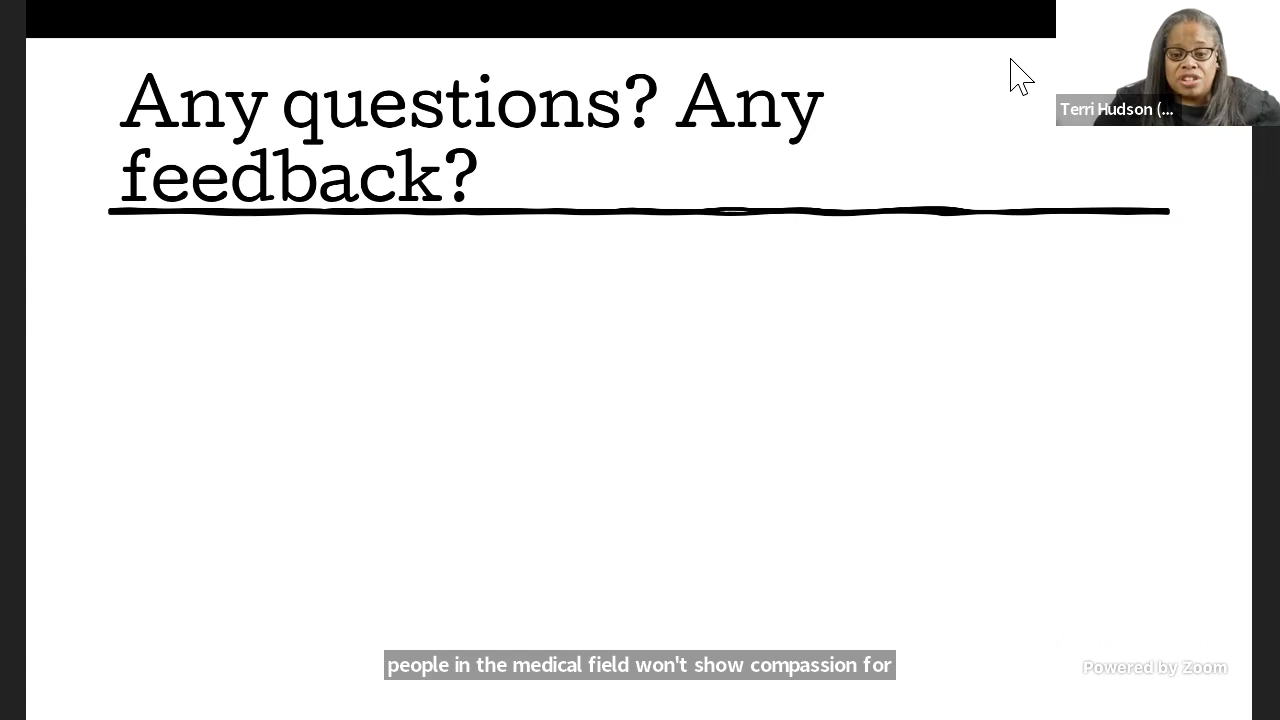 Any questions? Any
feedback?
Terri Hudson (...
people in the medical field won't show compassion for
Powered by Zoom